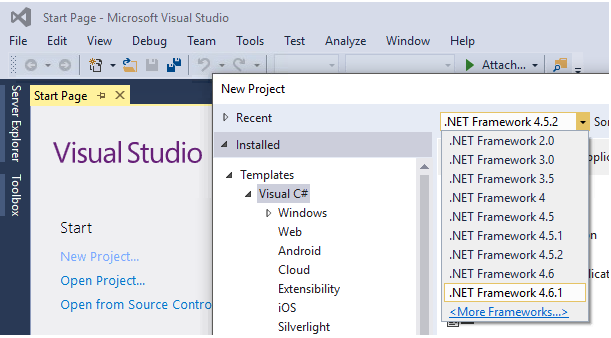 Start Page - Microsoft Visual Studio
File Edit View Debug Team Tools Test Analyze Window Help
Attach...
Server Explorer
Toolbox
Start Page
Visual Studio
Start
New Project...
Open Project...
Open from Source Contro
New Project
Recent
Installed
Templates
Visual C#
Windows
Web
Android
Cloud
Extensibility
iOS
Silverlight
.NET Framework 4.5.2
.NET Framework 2.0
.NET Framework 3.0
.NET Framework 3.5
.NET Framework 4
.NET Framework 4.5
.NET Framework 4.5.1
.NET Framework 4.5.2
.NET Framework 4.6
.NET Framework 4.6.1
<More Frameworks...>